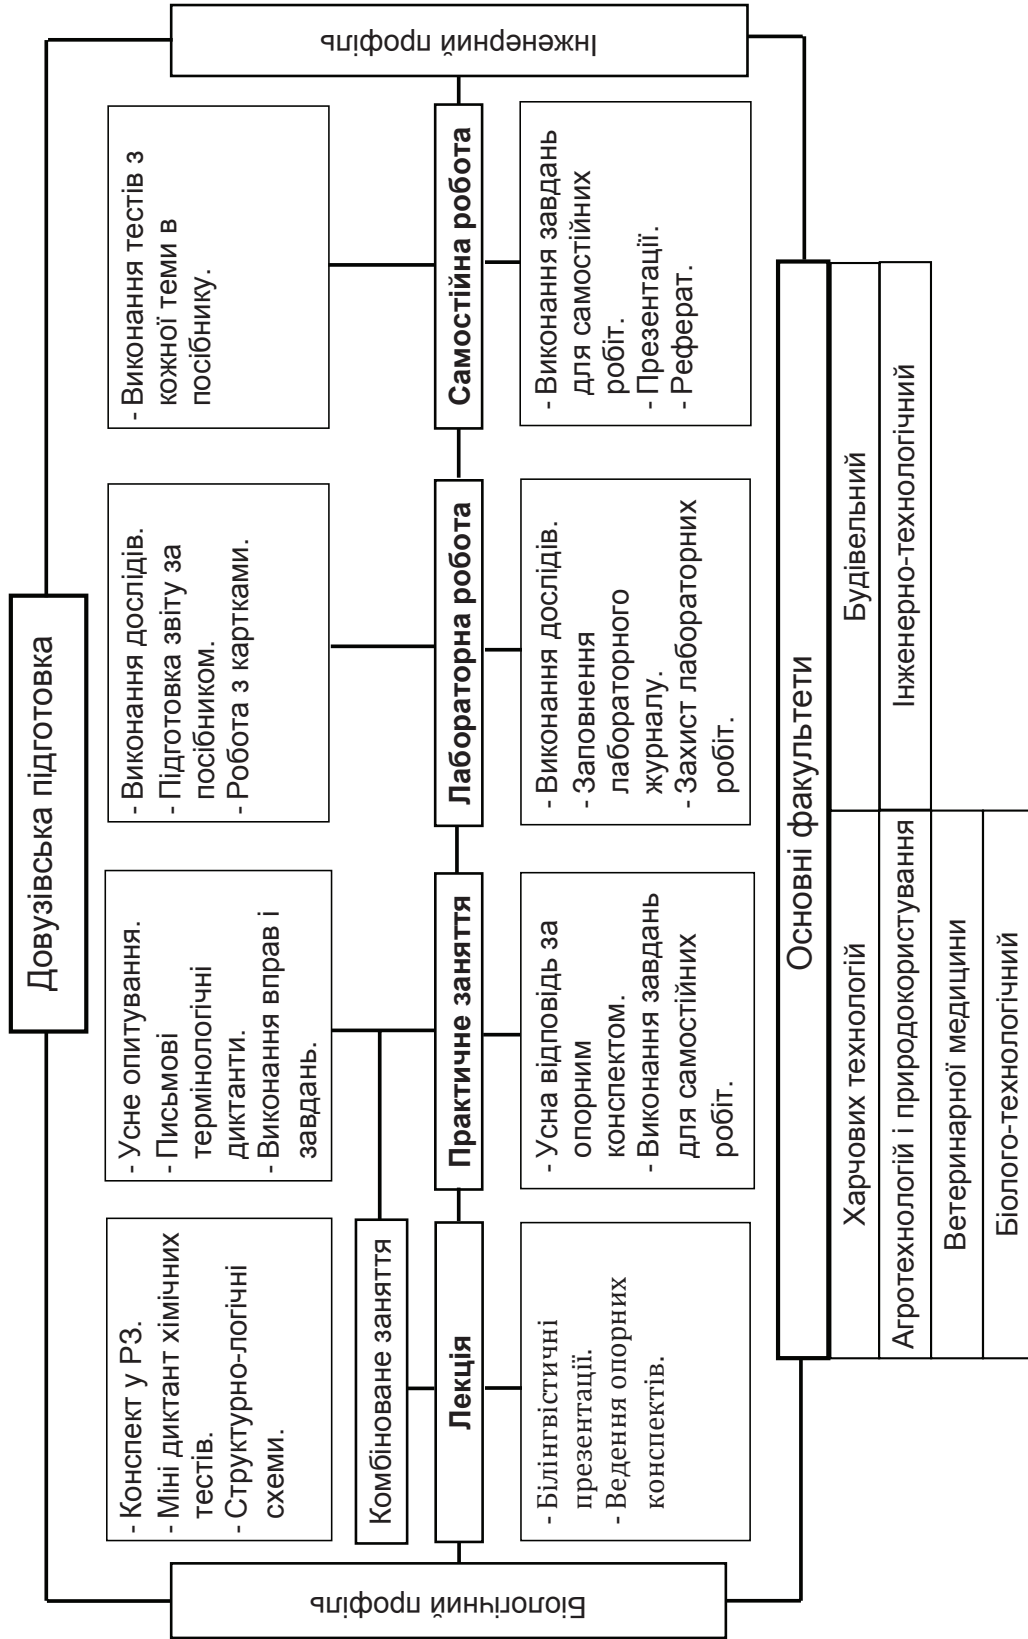 Довузівська підготовка
Біологічний профіль
Інженерний профіль
- Конспект у РЗ.
- Міні диктант хімічних
тестів.
- Структурно-логічні
схеми.
- Усне опитування.
- Письмові
термінологічні
диктанти.
- Виконання вправ і
завдань.
- Виконання дослідів.
- Підготовка звіту за
посібником.
- Робота з картками.
- Виконання тестів з
кожної теми в
посібнику.
Комбіноване заняття
Лекція
Практичне заняття
Лабораторна робота
Самостійна робота
- Білінгвістичні
презентації.
- Ведення опорних
конспектів.
- Усна відповідь за
опорним
конспектом.
- Виконання завдань
для самостійних
робіт.
- Виконання дослідів.
- Заповнення
лабораторного
журналу.
- Захист лабораторних
робіт.
- Виконання завдань
для самостійних
робіт.
- Презентації.
- Реферат.
Основні факультети
Харчових технологій
Будівельний
Агротехнологій і природокористування
Інженерно-технологічний
Ветеринарної медицини
Біолого-технологічний